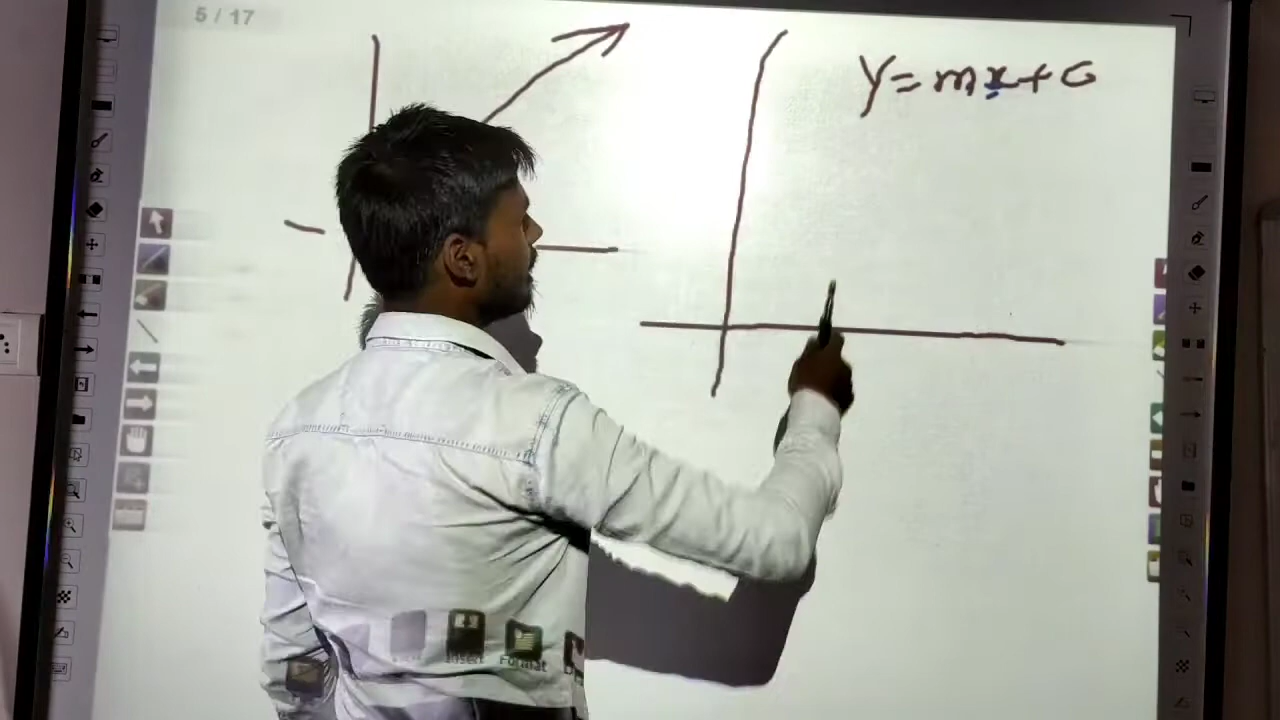 5 / 17
y = mx + c
Insert
Format